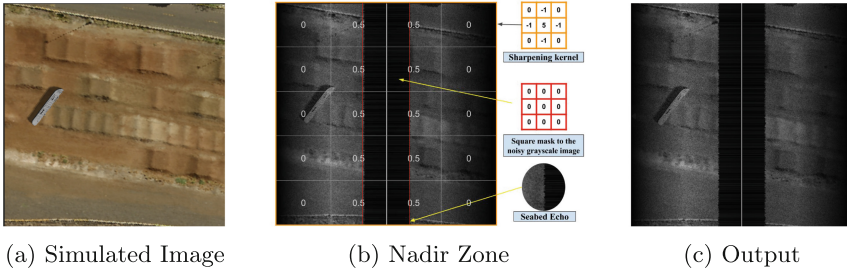 0 -1 0
-1 5 -1
0 -1 0
Sharpening kernel
0 0.5 0.5 0
0 0.5 0.5 0
0 0.5 0.5 0
0 0.5 0.5 0
0 0.5 0.5 0
0 0 0
0 0 0
0 0 0
Square mask to the
noisy grayscale image
Seabed Echo
(a) Simulated Image
(b) Nadir Zone
(c) Output